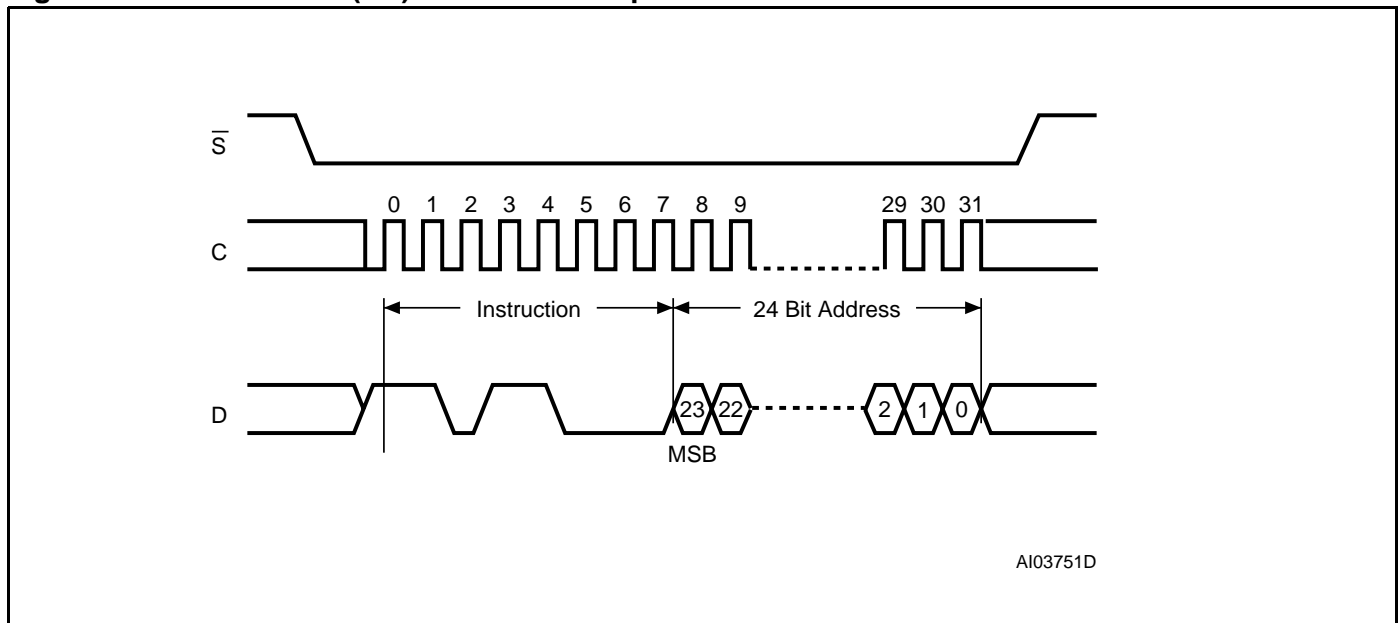 S̅
0 1 2 3 4 5 6 7 8 9 29 30 31
C
Instruction 24 Bit Address
D 23 22 2 1 0
MSB
AI03751D